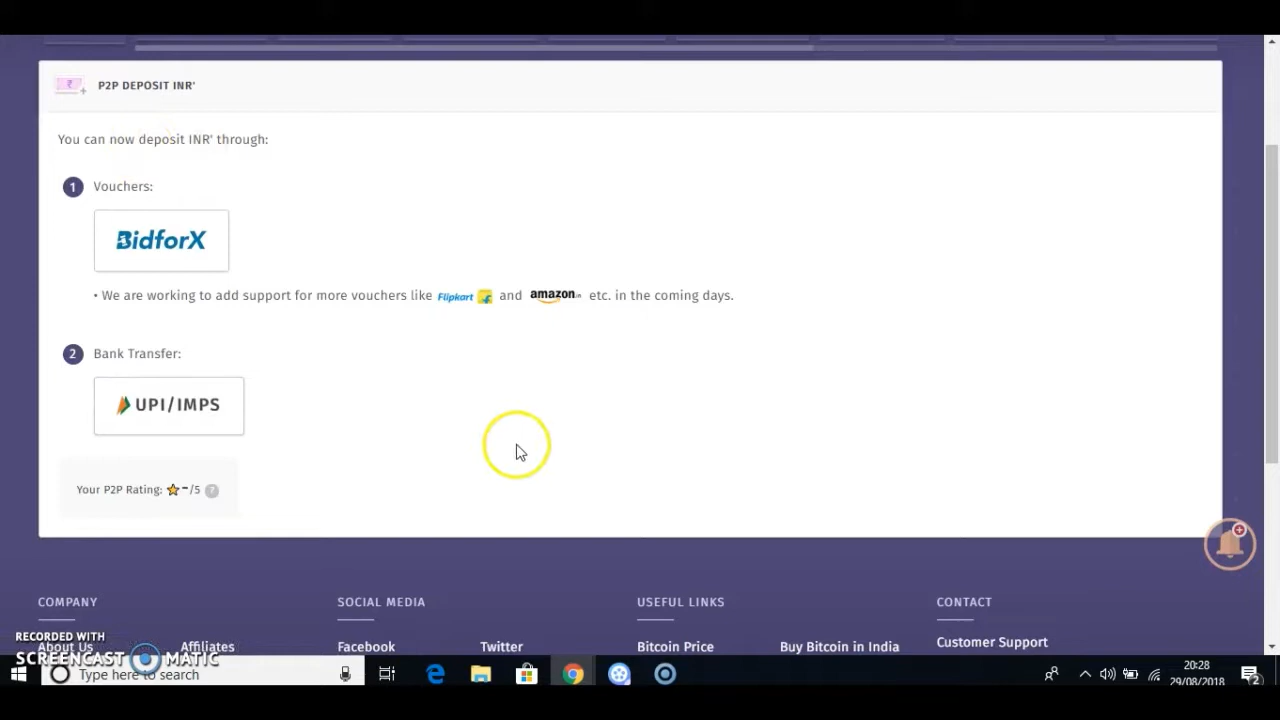 P2P DEPOSIT INR'
You can now deposit INR' through:
1 Vouchers:
BidforX
• We are working to add support for more vouchers like Flipkart and amazon.in etc. in the coming days.
2 Bank Transfer:
UPI/IMPS
Your P2P Rating: -/5 ?
COMPANY SOCIAL MEDIA USEFUL LINKS CONTACT
About Us Affiliates Facebook Twitter Bitcoin Price Buy Bitcoin in India Customer Support
RECORDED WITH
SCREENCAST MATIC
Type here to search
20:28
29/08/2018
2